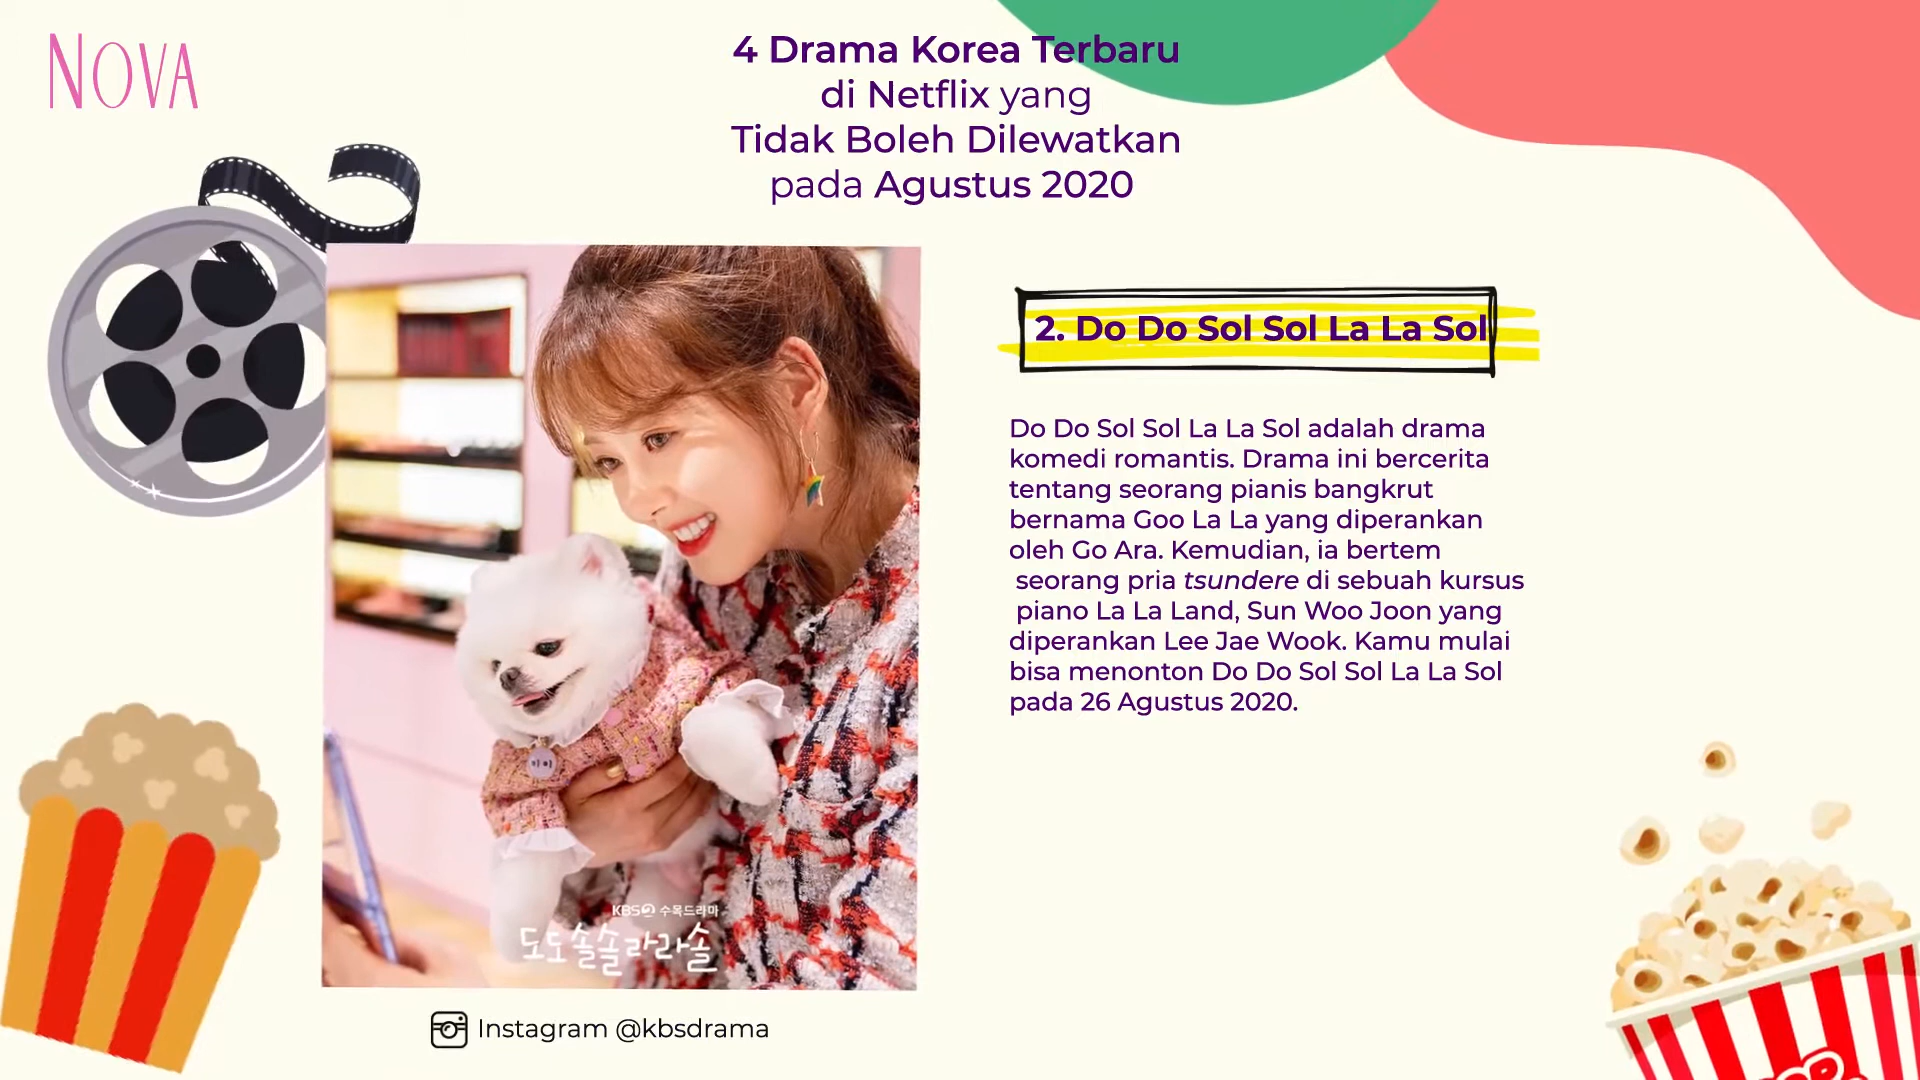 NOVA
4 Drama Korea Terbaru
di Netflix yang
Tidak Boleh Dilewatkan
pada Agustus 2020
2. Do Do Sol Sol La La Sol
Do Do Sol Sol La La Sol adalah drama
komedi romantis. Drama ini bercerita
tentang seorang pianis bangkrut
bernama Goo La La yang diperankan
oleh Go Ara. Kemudian, ia bertem
seorang pria tsundere di sebuah kursus
piano La La Land, Sun Woo Joon yang
diperankan Lee Jae Wook. Kamu mulai
bisa menonton Do Do Sol Sol La La Sol
pada 26 Agustus 2020.
미미
KBS2 수목드라마
도도솔솔라라솔
Instagram @kbsdrama